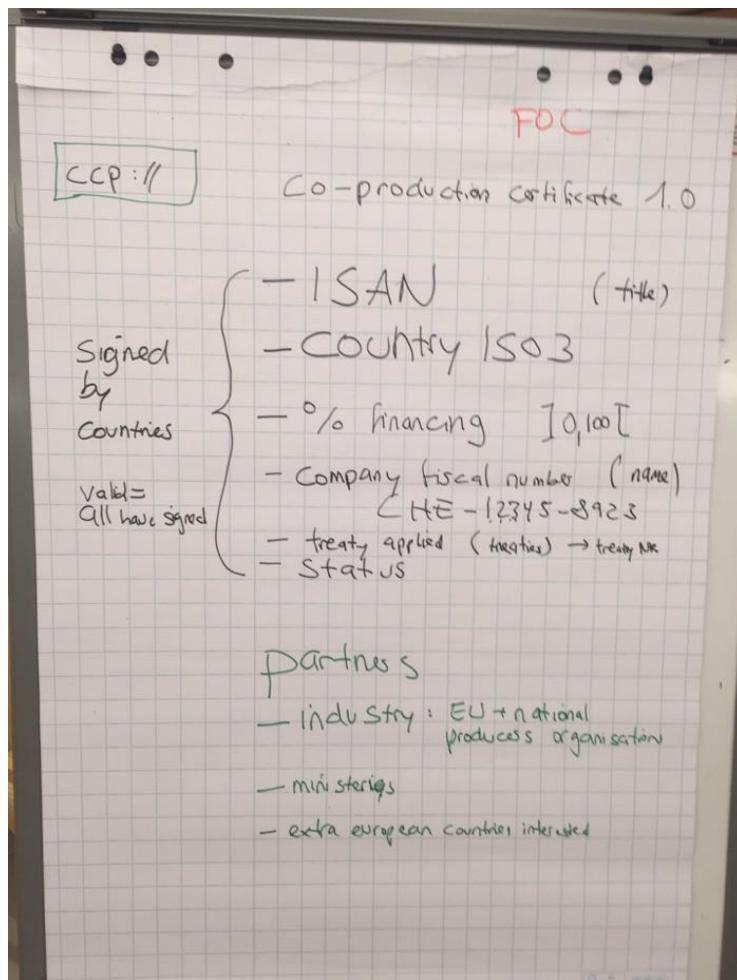 FOC
CCP://
Co-production certificate 1.0
Signed
by
Countries
Valid=
all have signed
- ISAN (title)
- Country ISO3
- % financing ]0,100[
- Company fiscal number (name)
CHE-12345-8923
- treaty applied (treaties) → treaty NR
- Status
partners
- industry: EU + national
producers organisation
- ministeries
- extra european countries interested